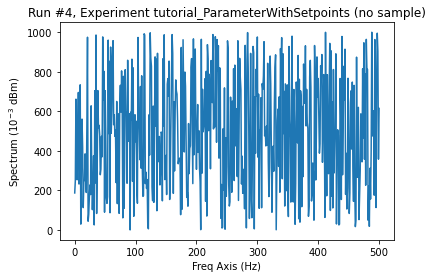 Run #4, Experiment tutorial_ParameterWithSetpoints (no sample)
Spectrum (10⁻³ dBm)
1000
800
600
400
200
0
0 100 200 300 400 500
Freq Axis (Hz)